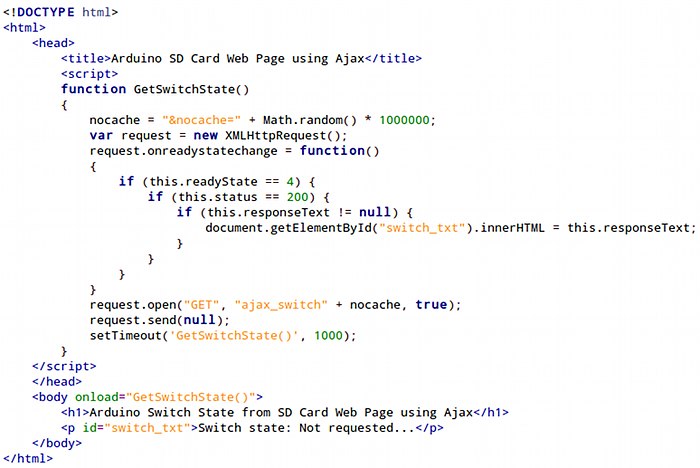 <!DOCTYPE html>
<html>
    <head>
        <title>Arduino SD Card Web Page using Ajax</title>
        <script>
        function GetSwitchState()
        {
            nocache = "&nocache=" + Math.random() * 1000000;
            var request = new XMLHttpRequest();
            request.onreadystatechange = function()
            {
                if (this.readyState == 4) {
                    if (this.status == 200) {
                        if (this.responseText != null) {
                            document.getElementById("switch_txt").innerHTML = this.responseText;
                        }
                    }
                }
            }
            request.open("GET", "ajax_switch" + nocache, true);
            request.send(null);
            setTimeout('GetSwitchState()', 1000);
        }
    </script>
    </head>
    <body onload="GetSwitchState()">
        <h1>Arduino Switch State from SD Card Web Page using Ajax</h1>
        <p id="switch_txt">Switch state: Not requested...</p>
    </body>
</html>